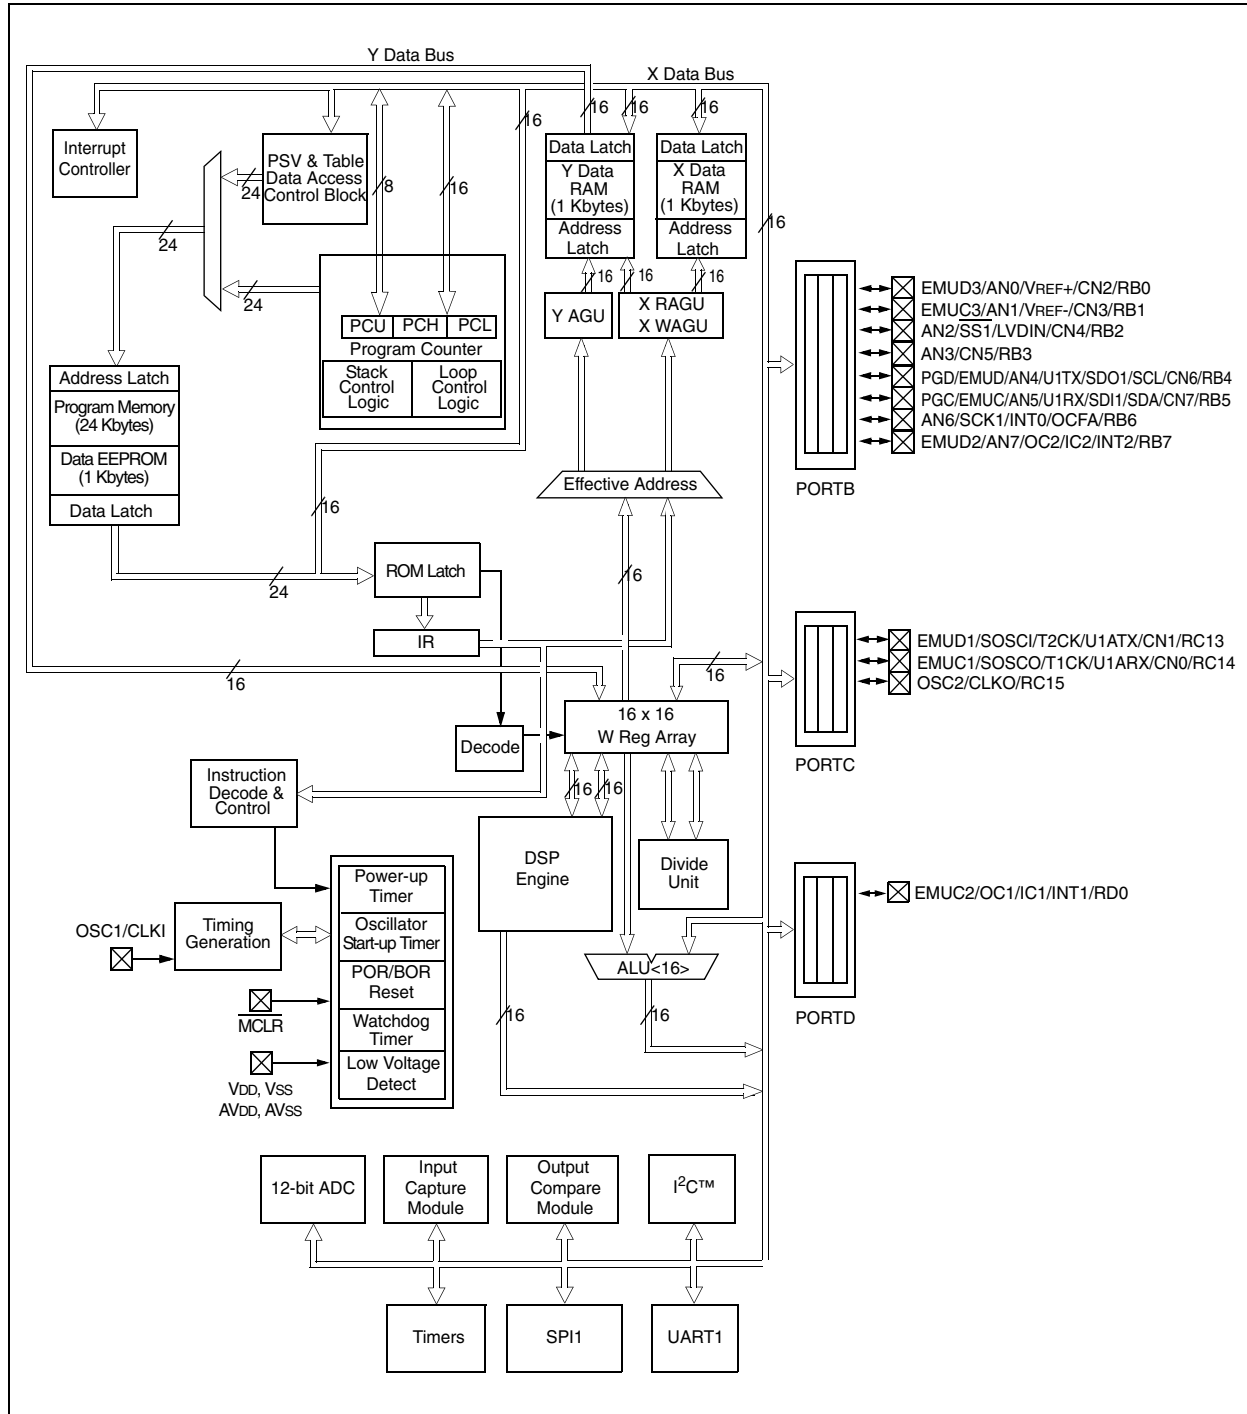 Y Data Bus
X Data Bus
16
16
16
16
Interrupt
Controller
PSV & Table
Data Access
Control Block
24
8
16
Data Latch
Y Data
RAM
(1 Kbytes)
Address
Latch
Data Latch
X Data
RAM
(1 Kbytes)
Address
Latch
16
24
24
16
16
16
Y AGU
X RAGU
X WAGU
PCU
PCH
PCL
Program Counter
Stack
Control
Logic
Loop
Control
Logic
Address Latch
Program Memory
(24 Kbytes)
Data EEPROM
(1 Kbytes)
Data Latch
16
Effective Address
24
ROM Latch
16
IR
16
16
16 x 16
W Reg Array
Decode
Instruction
Decode &
Control
16
16
DSP
Engine
Divide
Unit
Power-up
Timer
Oscillator
Start-up Timer
POR/BOR
Reset
Watchdog
Timer
Low Voltage
Detect
OSC1/CLKI
Timing
Generation
MCLR
VDD, VSS
AVDD, AVSS
ALU<16>
16
16
EMUD3/AN0/VREF+/CN2/RB0
EMUC3/AN1/VREF-/CN3/RB1
AN2/SS1/LVDIN/CN4/RB2
AN3/CN5/RB3
PGD/EMUD/AN4/U1TX/SDO1/SCL/CN6/RB4
PGC/EMUC/AN5/U1RX/SDI1/SDA/CN7/RB5
AN6/SCK1/INT0/OCFA/RB6
EMUD2/AN7/OC2/IC2/INT2/RB7
PORTB
EMUD1/SOSCI/T2CK/U1ATX/CN1/RC13
EMUC1/SOSCO/T1CK/U1ARX/CN0/RC14
OSC2/CLKO/RC15
PORTC
EMUC2/OC1/IC1/INT1/RD0
PORTD
12-bit ADC
Input
Capture
Module
Output
Compare
Module
I²C™
Timers
SPI1
UART1